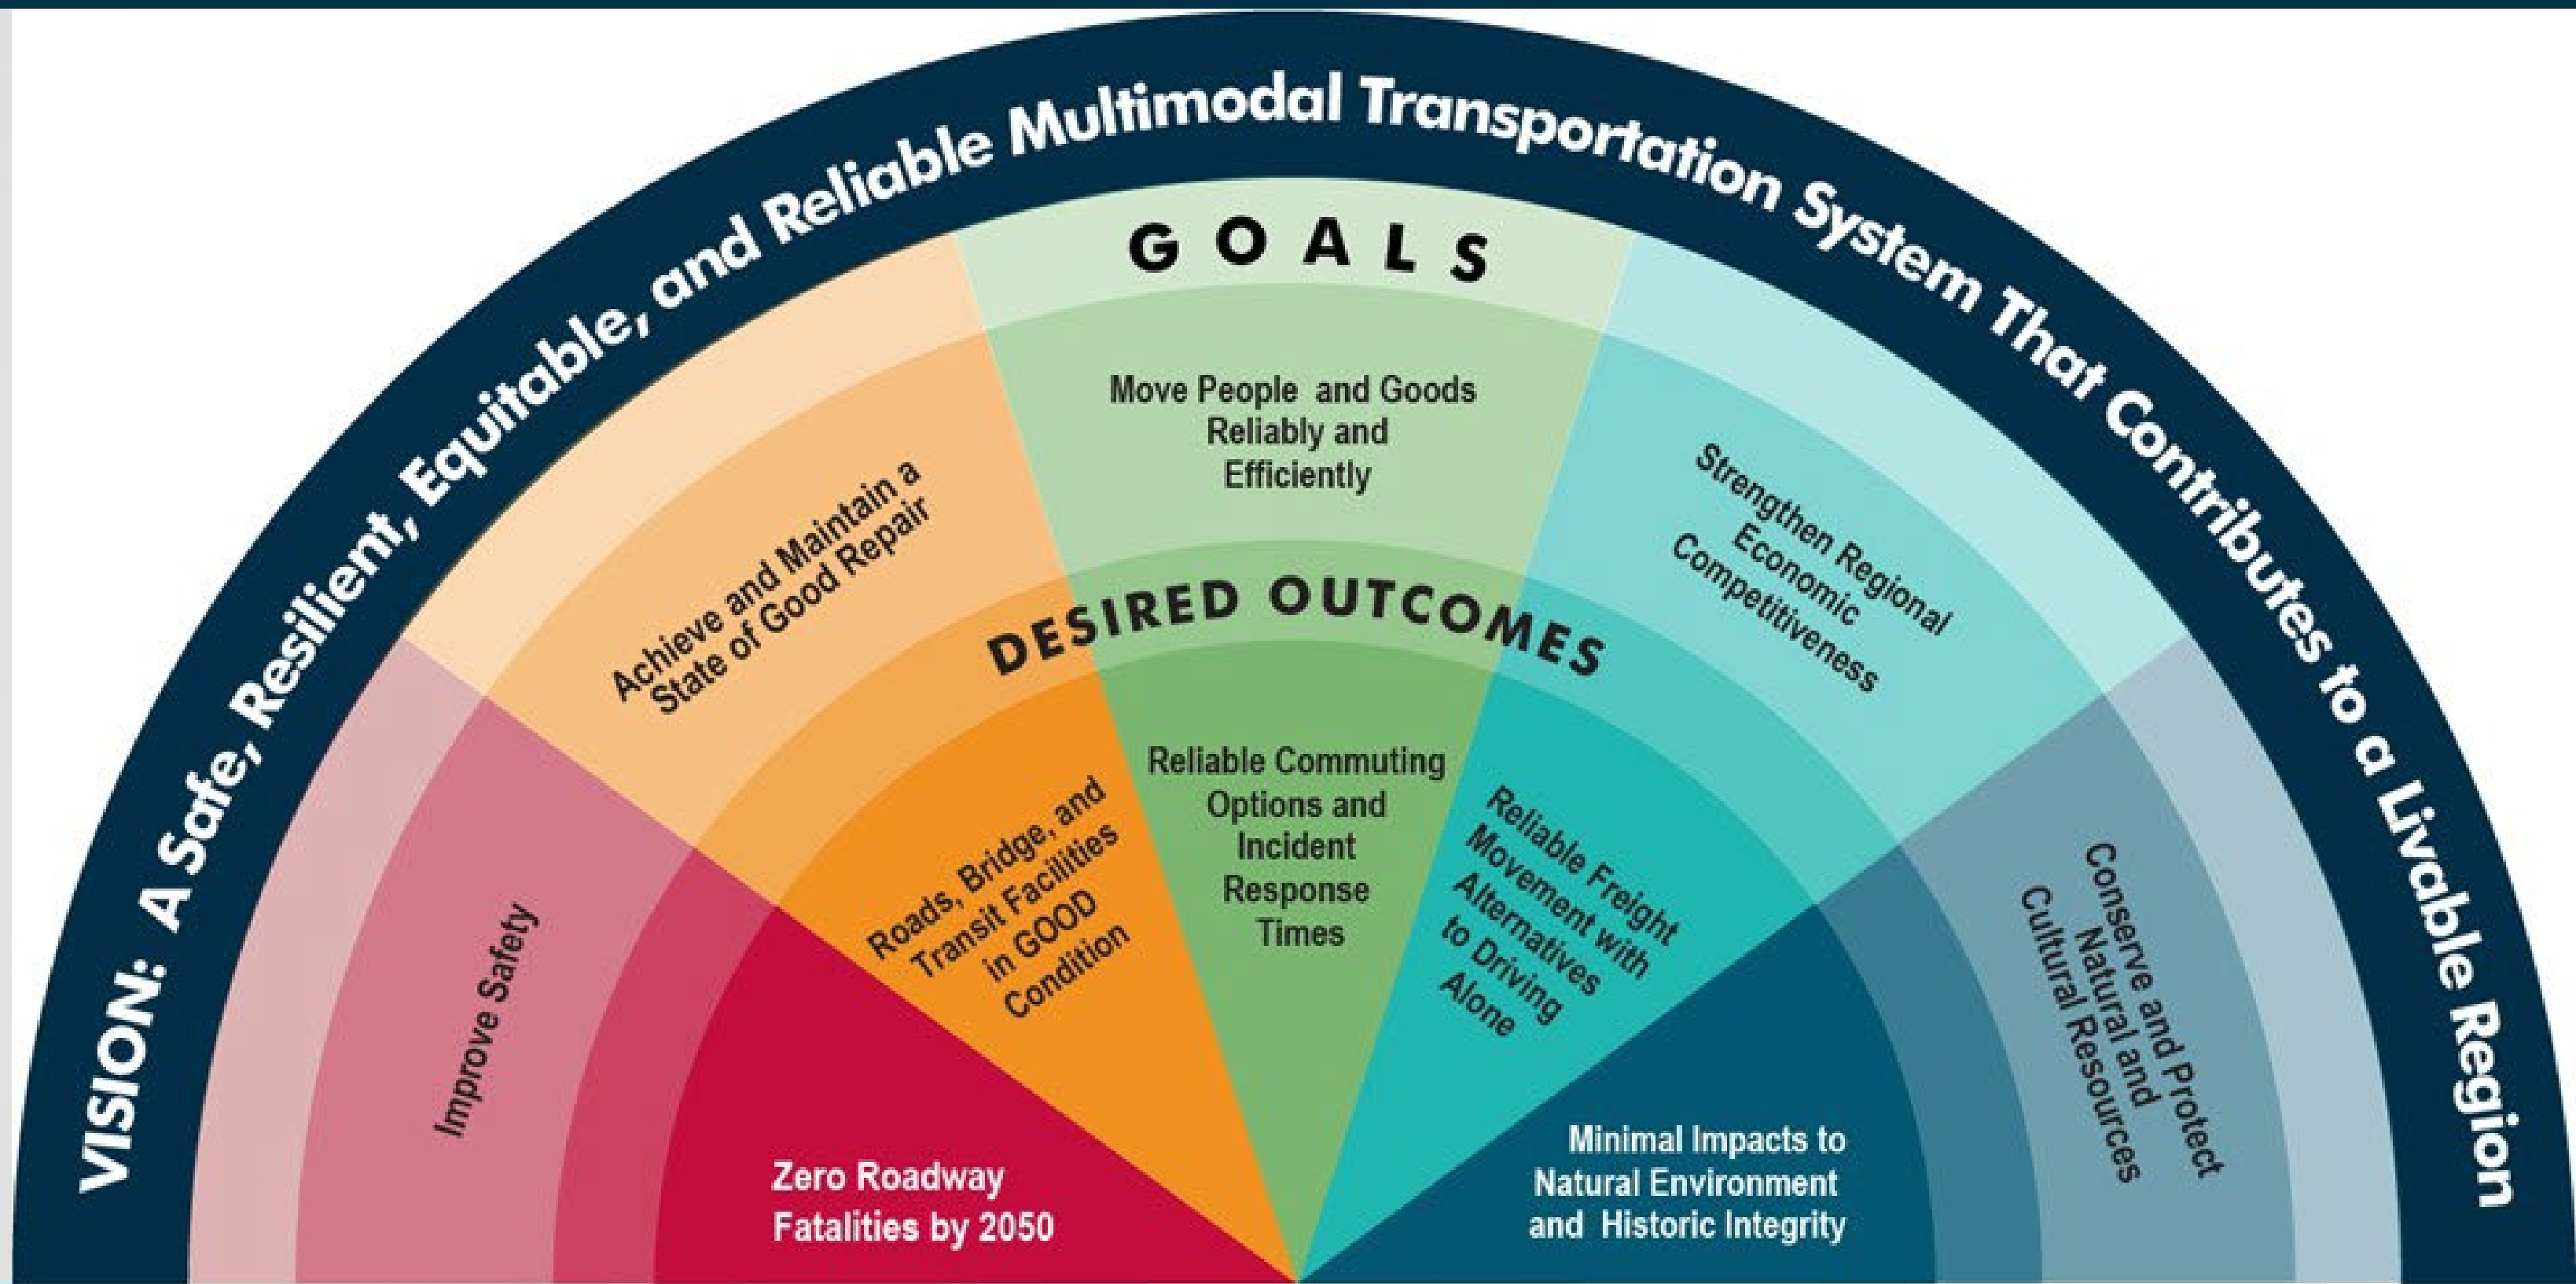 VISION: A Safe, Resilient, Equitable, and Reliable Multimodal Transportation System That Contributes to a Livable Region
GOALS
Improve Safety
Achieve and Maintain a
State of Good Repair
Move People and Goods
Reliably and
Efficiently
Strengthen Regional
Economic
Competitiveness
Conserve and Protect
Natural and
Cultural Resources
DESIRED OUTCOMES
Zero Roadway
Fatalities by 2050
Roads, Bridge, and
Transit Facilities
in GOOD
Condition
Reliable Commuting
Options and
Incident
Response
Times
Reliable Freight
Movement with
Alternatives
to Driving
Alone
Minimal Impacts to
Natural Environment
and Historic Integrity